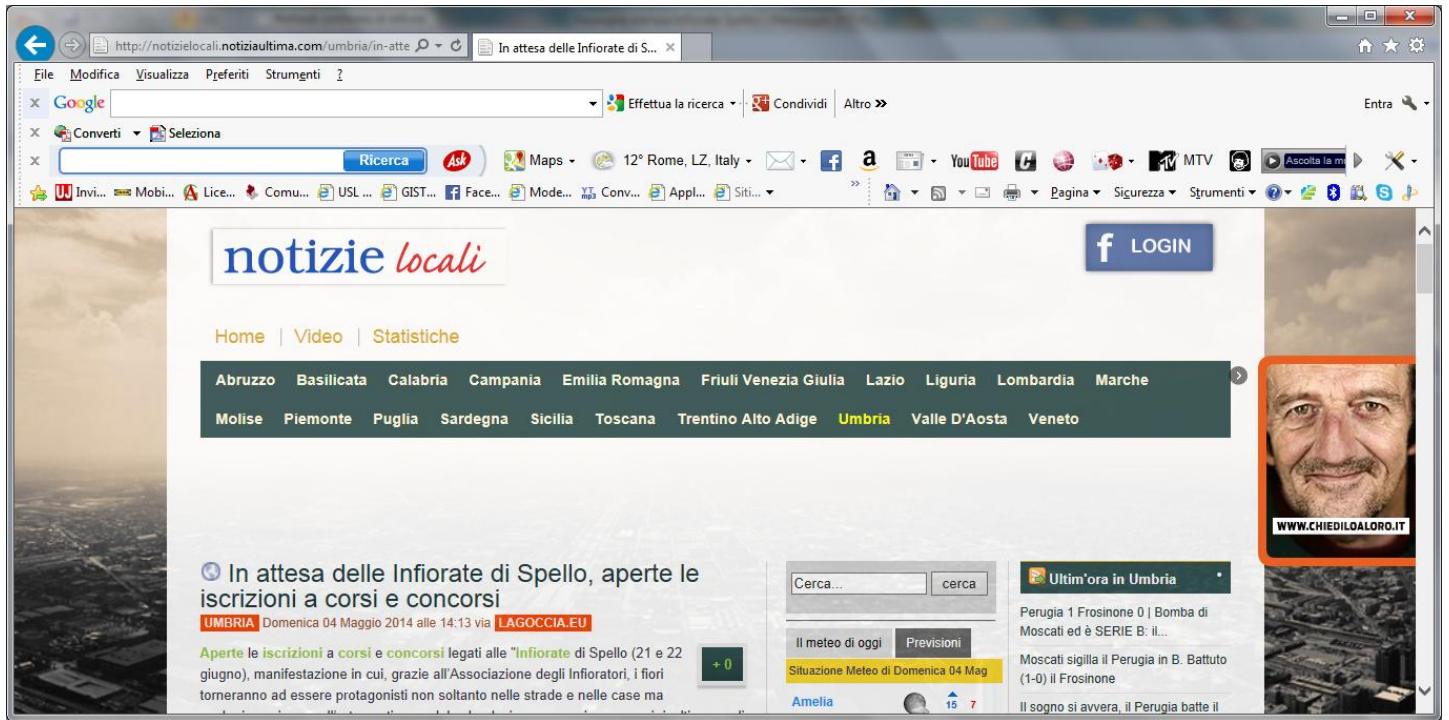 http://notizielocali.notiziaultima.com/umbria/in-atte
In attesa delle Infiorate di S...
File Modifica Visualizza Preferiti Strumenti ?
x Google Effettua la ricerca Condividi Altro » Entra
x Converti Seleziona
x Ricerca Ask Maps 12° Rome, LZ, Italy f a You Tube MTV Ascolta la m
Invi... Mobi... Lice... Comu... USL ... GIST... Face... Mode... Conv... Appl... Siti... » Pagina Sicurezza Strumenti
notizie locali
f LOGIN
Home | Video | Statistiche
Abruzzo Basilicata Calabria Campania Emilia Romagna Friuli Venezia Giulia Lazio Liguria Lombardia Marche
Molise Piemonte Puglia Sardegna Sicilia Toscana Trentino Alto Adige Umbria Valle D'Aosta Veneto
WWW.CHIEDILOALORO.IT
In attesa delle Infiorate di Spello, aperte le
iscrizioni a corsi e concorsi
UMBRIA Domenica 04 Maggio 2014 alle 14:13 via LAGOCCIA.EU
Aperte le iscrizioni a corsi e concorsi legati alle "Infiorate di Spello (21 e 22
giugno), manifestazione in cui, grazie all'Associazione degli Infioratori, i fiori
torneranno ad essere protagonisti non soltanto nelle strade e nelle case ma
+ 0
Cerca... cerca
Il meteo di oggi Previsioni
Situazione Meteo di Domenica 04 Mag
Amelia 15 7
Ultim'ora in Umbria
Perugia 1 Frosinone 0 | Bomba di
Moscati ed è SERIE B: il...
Moscati sigilla il Perugia in B. Battuto
(1-0) il Frosinone
Il sogno si avvera, il Perugia batte il